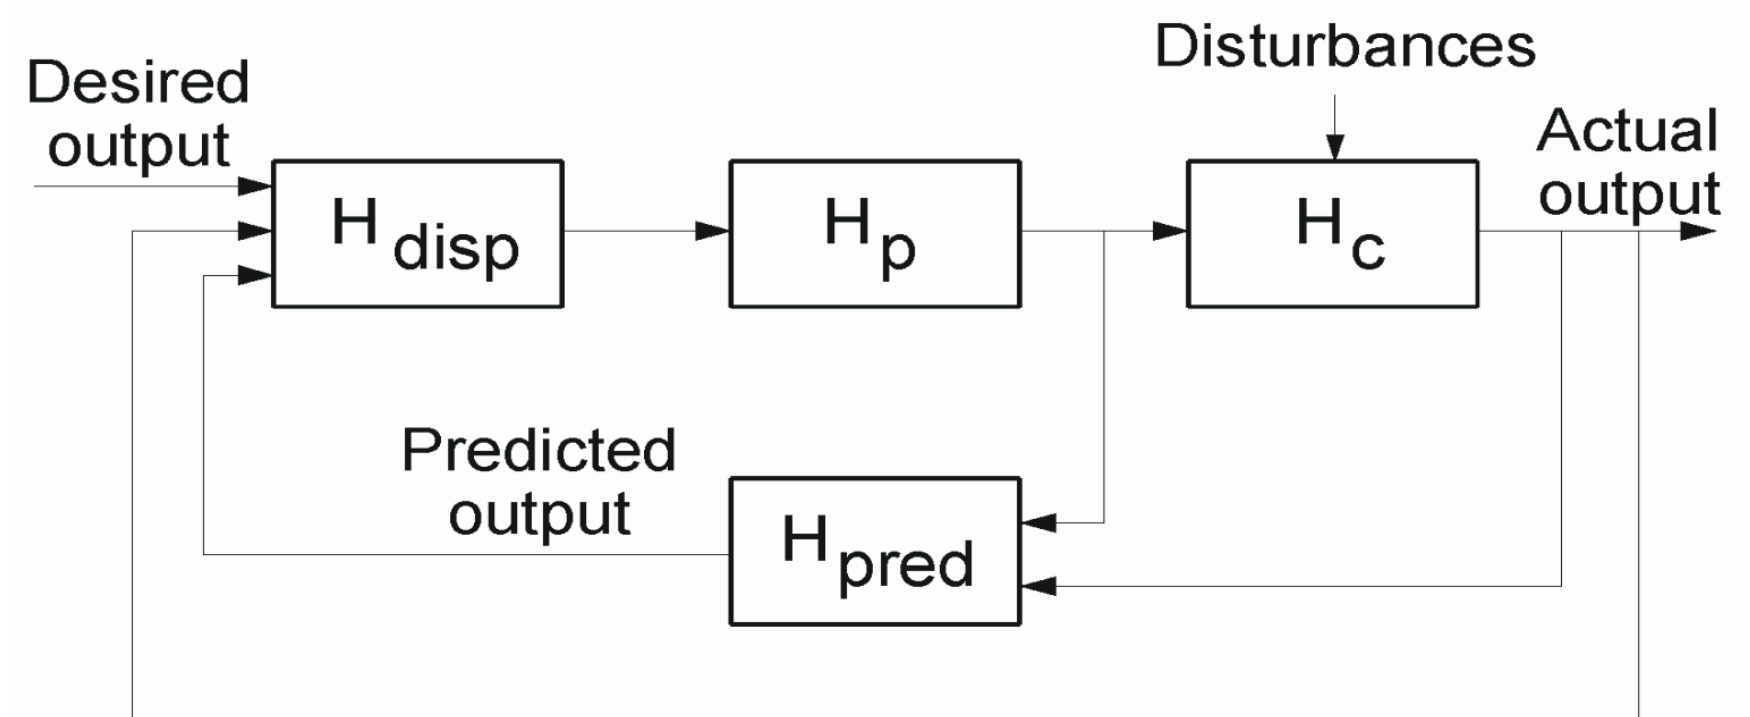 Disturbances
Desired
output
Actual
output
H disp
H p
H c
Predicted
output
H pred